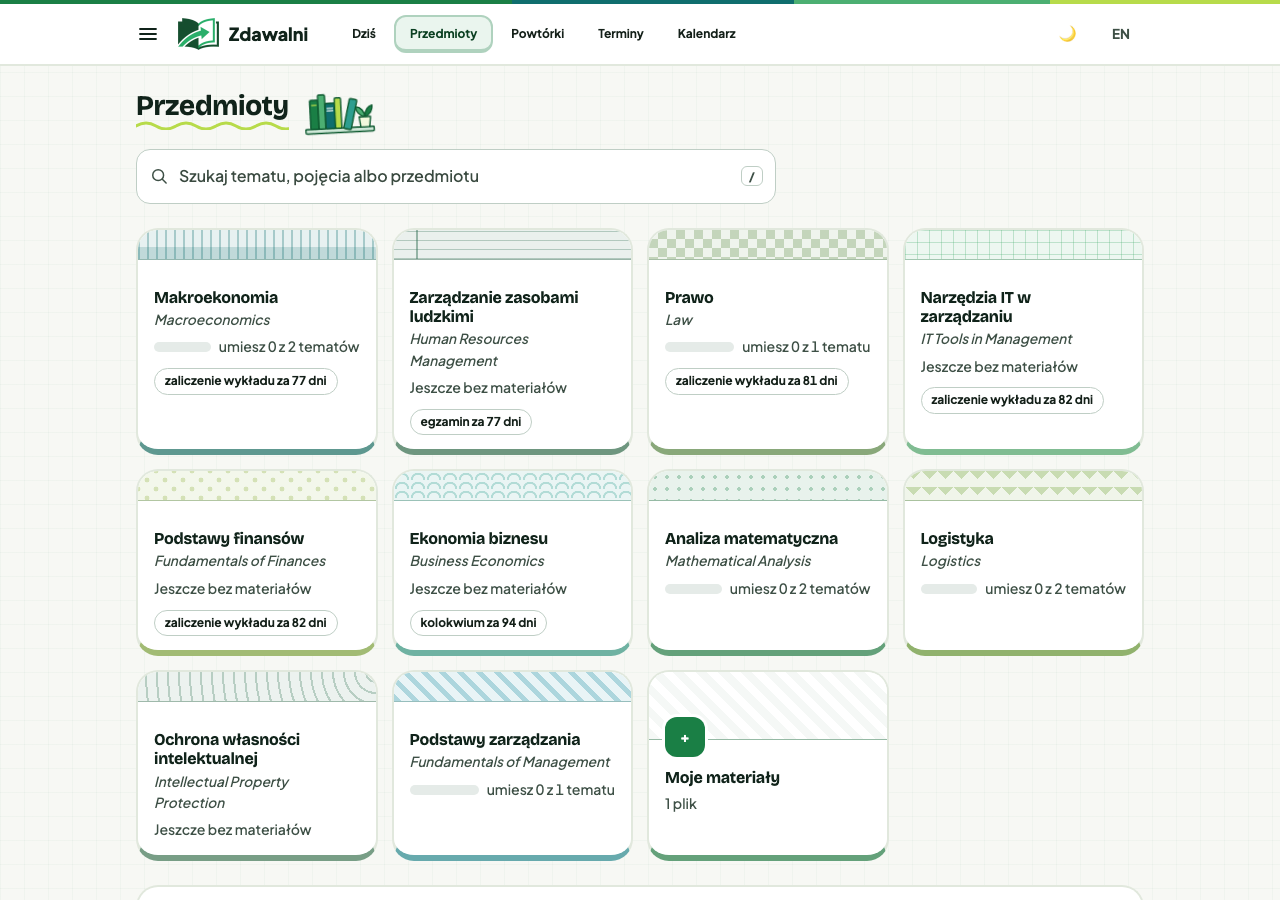 Zdawalni
Dziś
Przedmioty
Powtórki
Terminy
Kalendarz
EN
Przedmioty
Szukaj tematu, pojęcia albo przedmiotu
/
Makroekonomia
Macroeconomics
umiesz 0 z 2 tematów
zaliczenie wykładu za 77 dni
Zarządzanie zasobami
ludzkimi
Human Resources
Management
Jeszcze bez materiałów
egzamin za 77 dni
Prawo
Law
umiesz 0 z 1 tematu
zaliczenie wykładu za 81 dni
Narzędzia IT w
zarządzaniu
IT Tools in Management
Jeszcze bez materiałów
zaliczenie wykładu za 82 dni
Podstawy finansów
Fundamentals of Finances
Jeszcze bez materiałów
zaliczenie wykładu za 82 dni
Ekonomia biznesu
Business Economics
Jeszcze bez materiałów
kolokwium za 94 dni
Analiza matematyczna
Mathematical Analysis
umiesz 0 z 2 tematów
Logistyka
Logistics
umiesz 0 z 2 tematów
Ochrona własności
intelektualnej
Intellectual Property
Protection
Jeszcze bez materiałów
Podstawy zarządzania
Fundamentals of Management
umiesz 0 z 1 tematu
+
Moje materiały
1 plik